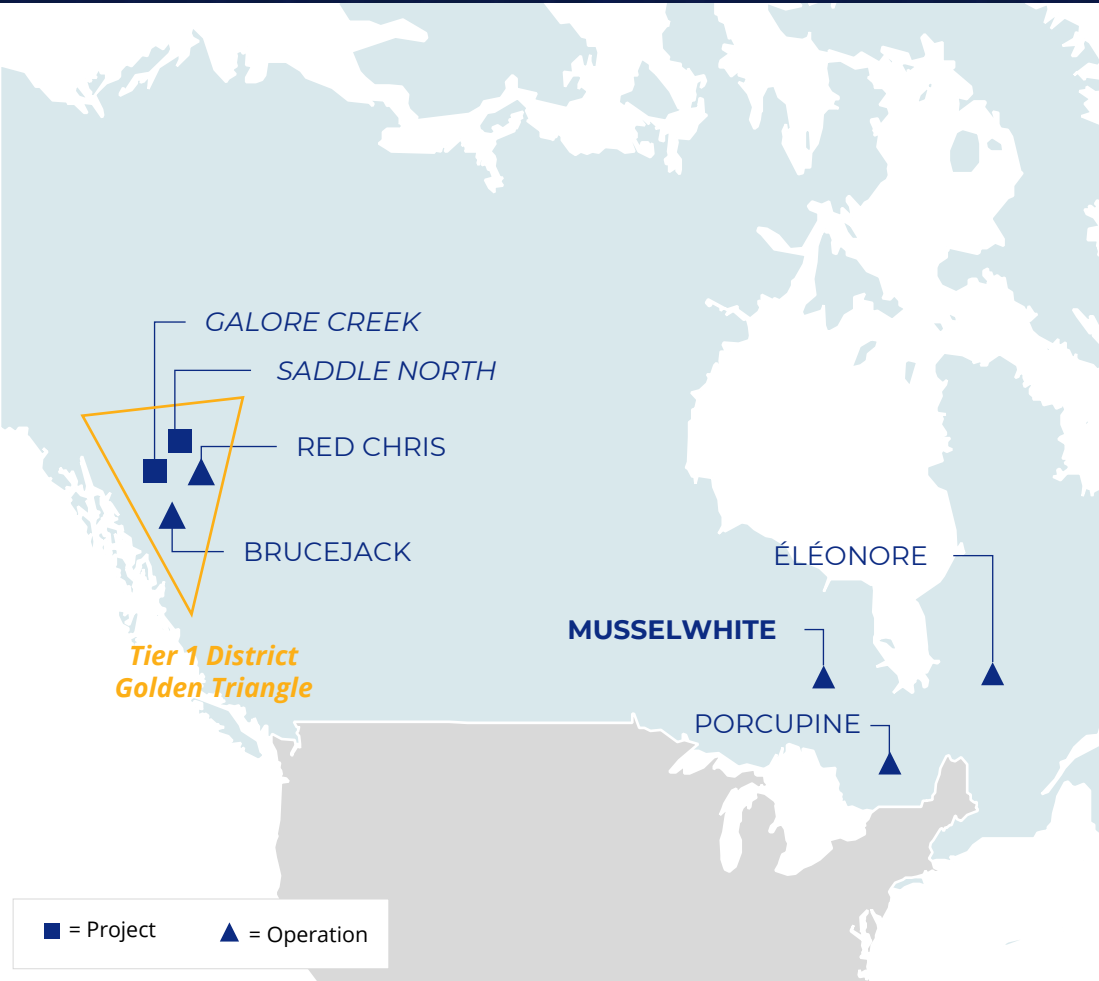 GALORE CREEK
SADDLE NORTH
RED CHRIS
BRUCEJACK
ÉLÉONORE
MUSSELWHITE
Tier 1 District
Golden Triangle
PORCUPINE
= Project
= Operation